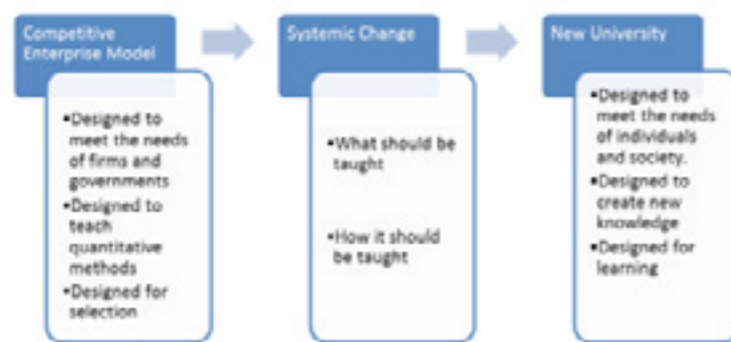 Competitive
Enterprise Model
•Designed to
meet the needs
of firms and
governments
•Designed to
teach
quantitative
methods
•Designed for
selection
Systemic Change
•What should be
taught
•How it should
be taught
New University
•Designed to
meet the needs
of individuals
and society.
•Designed to
create new
knowledge
•Designed for
learning